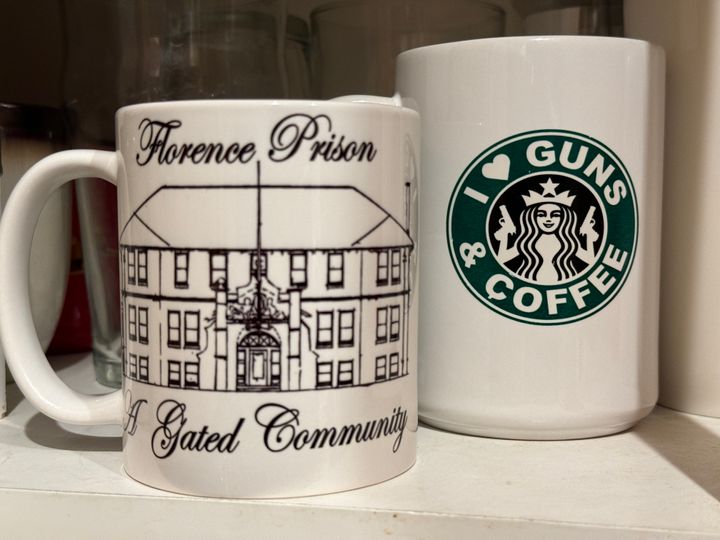 Florence Prison
A Gated Community
I ♥ GUNS
& COFFEE